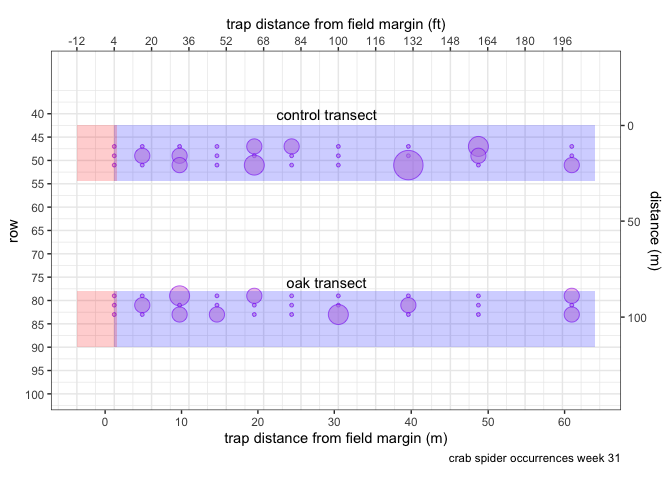 trap distance from field margin (ft)
-12 4 20 36 52 68 84 100 116 132 148 164 180 196
control transect
40
45
50
55
60
65
70
75
80
85
90
95
100
row
0
50
100
distance (m)
oak transect
0 10 20 30 40 50 60
trap distance from field margin (m)
crab spider occurrences week 31